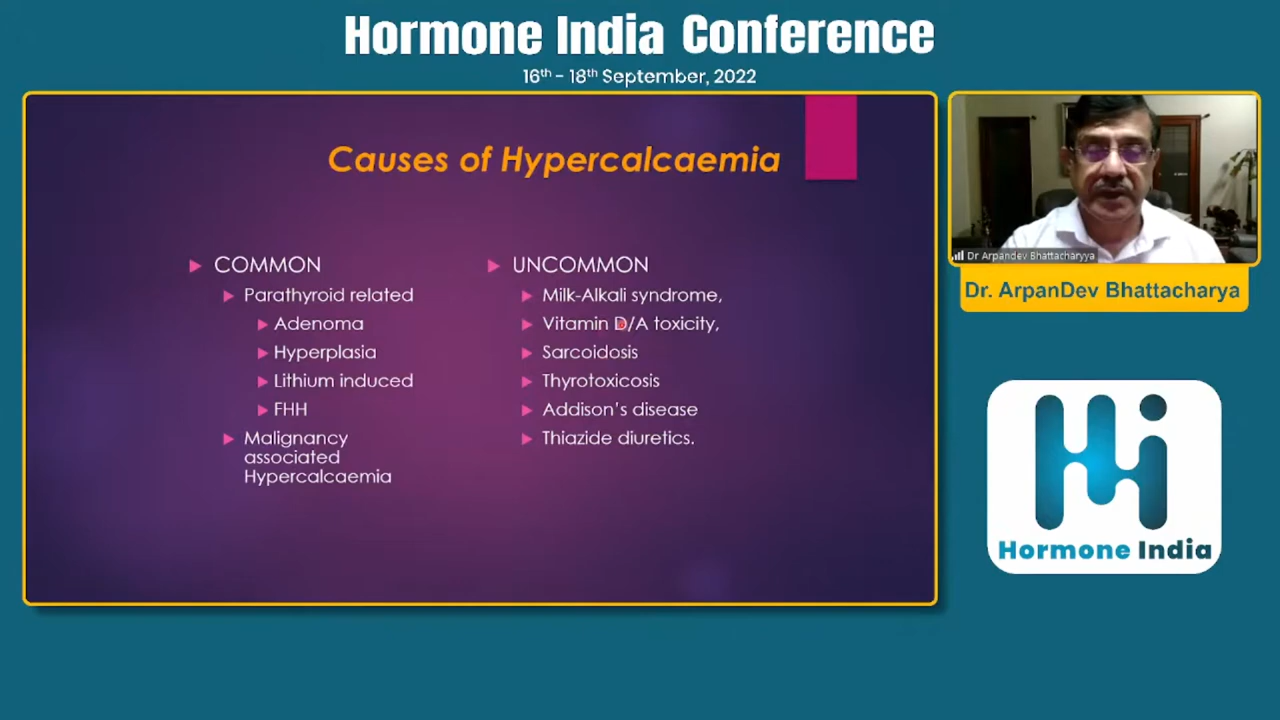 Hormone India Conference
16th - 18th September, 2022
Causes of Hypercalcaemia
COMMON
Parathyroid related
Adenoma
Hyperplasia
Lithium induced
FHH
Malignancy
associated
Hypercalcaemia
UNCOMMON
Milk-Alkali syndrome,
Vitamin D/A toxicity,
Sarcoidosis
Thyrotoxicosis
Addison's disease
Thiazide diuretics.
Dr Arpandev Bhattacharyya
Dr. ArpanDev Bhattacharya
Hormone India